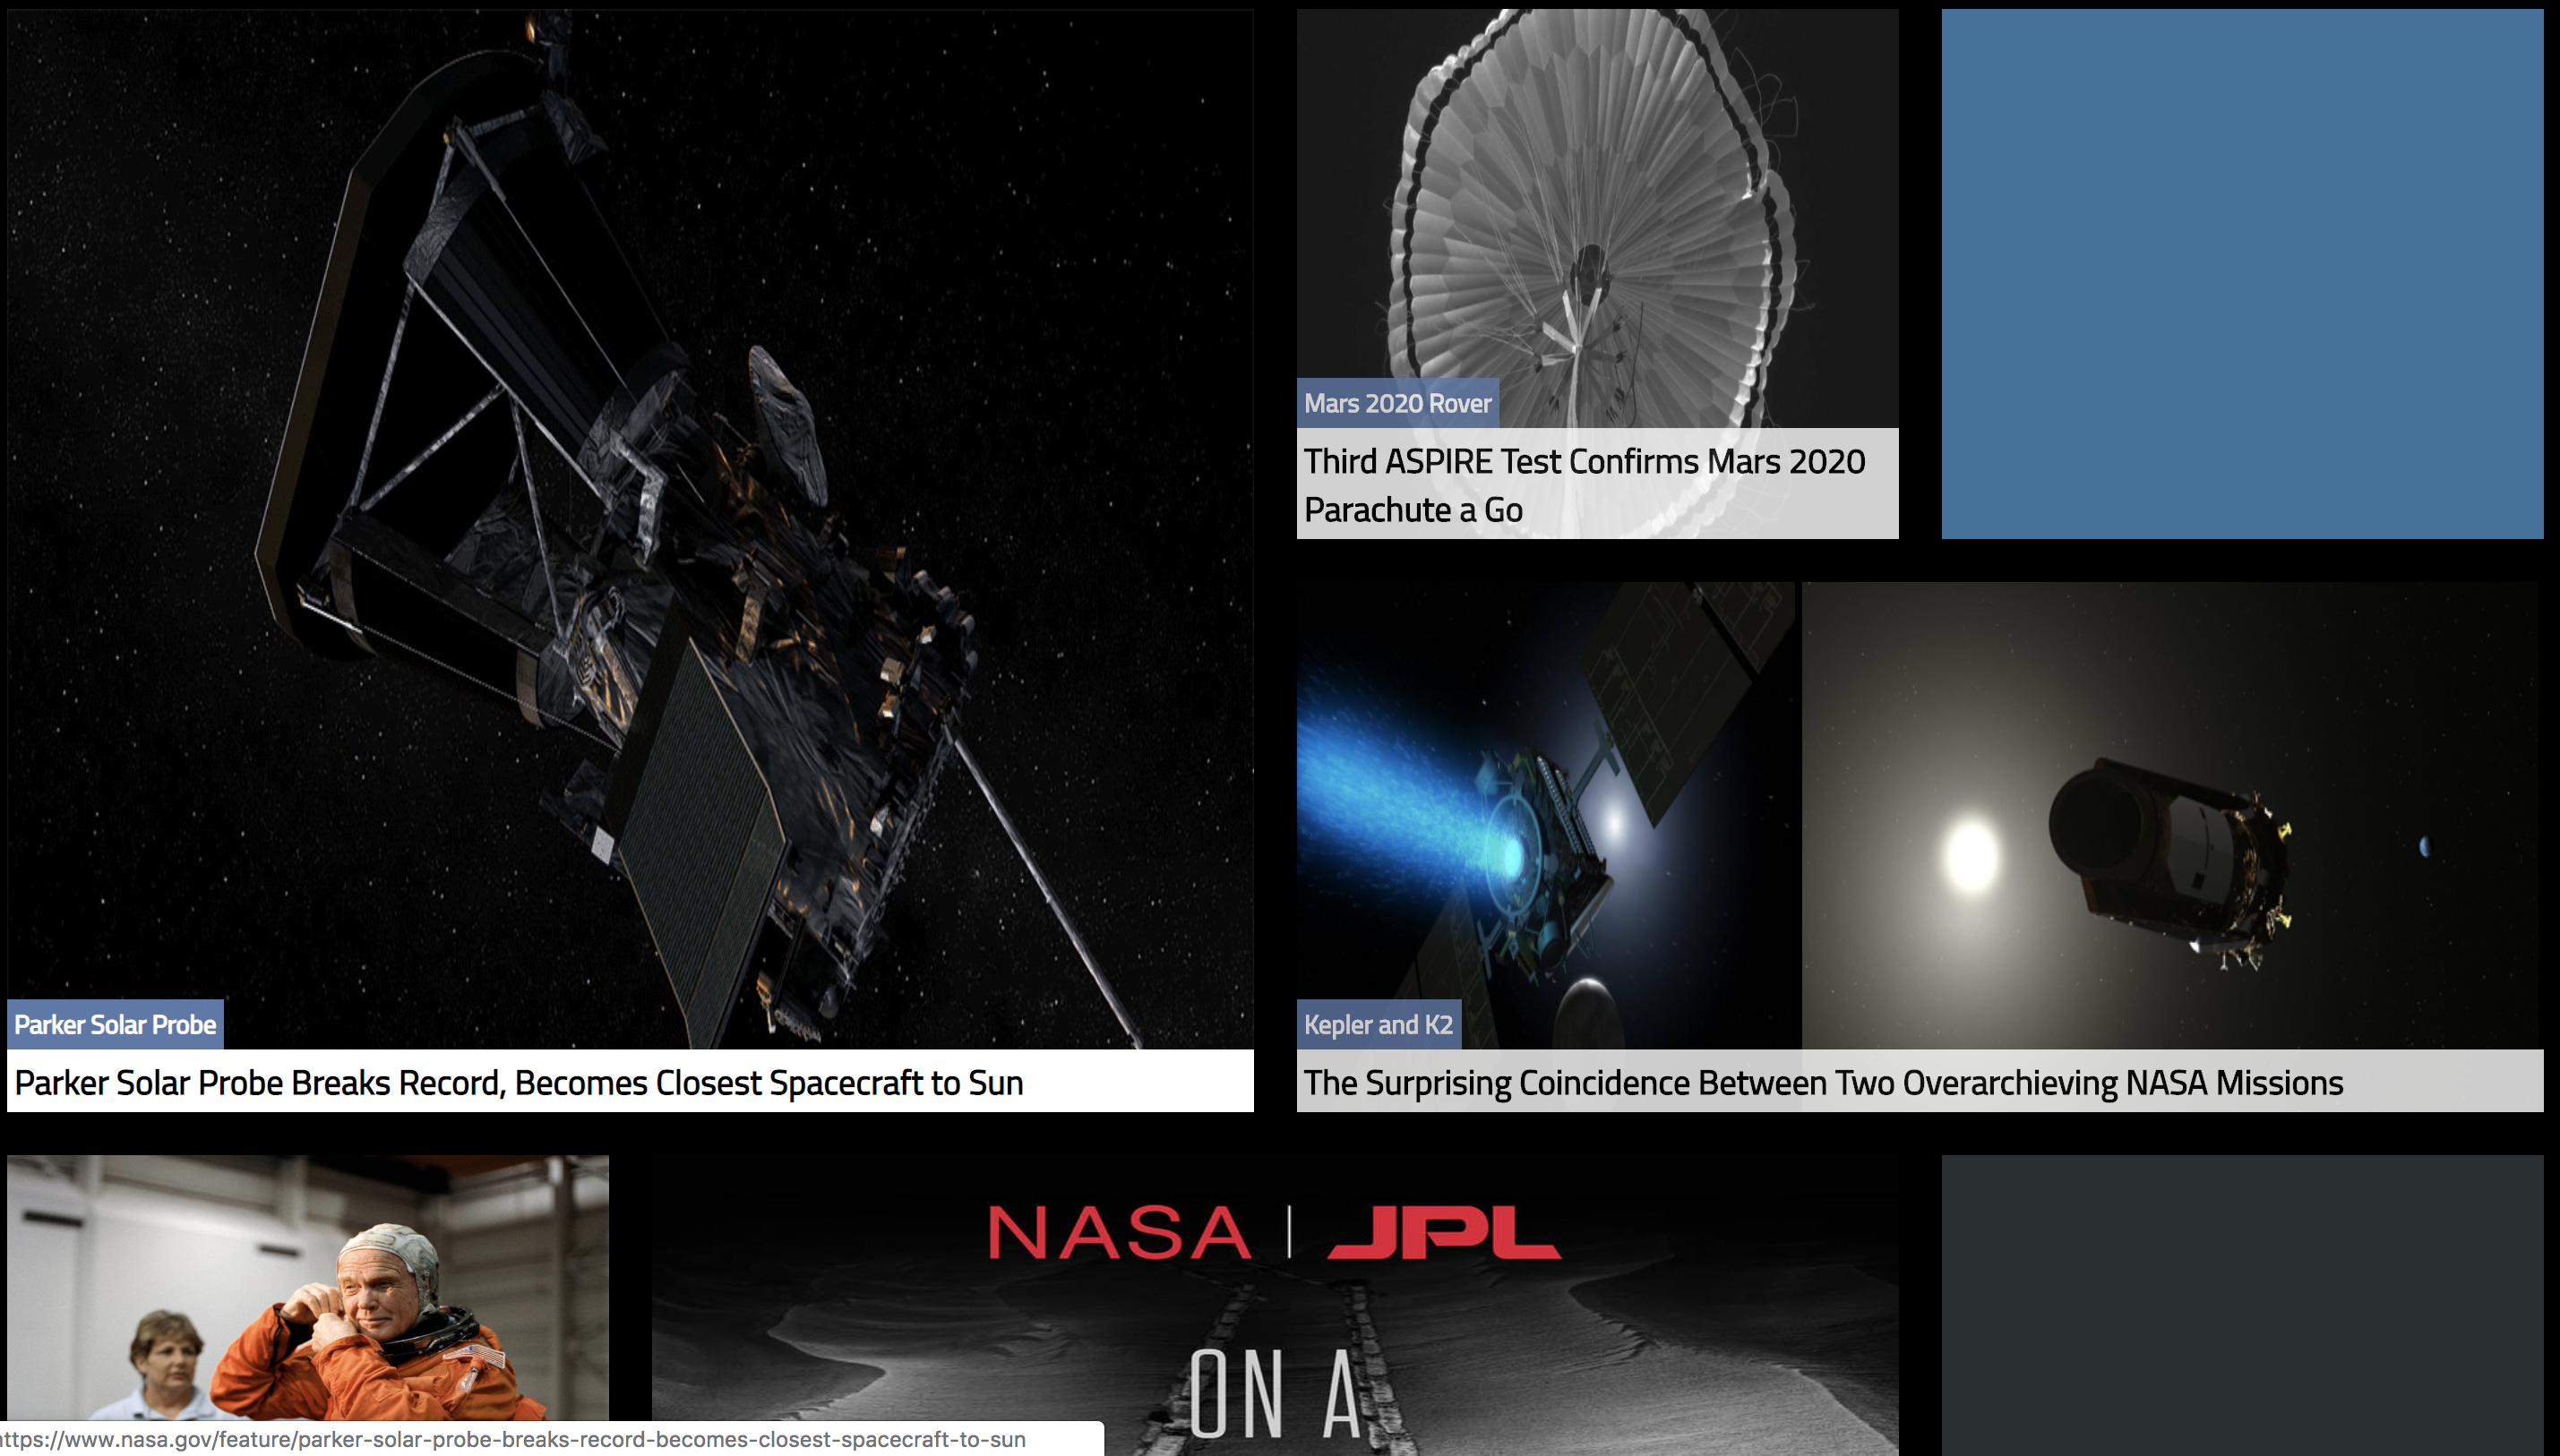 Mars 2020 Rover
Third ASPIRE Test Confirms Mars 2020
Parachute a Go
Parker Solar Probe
Parker Solar Probe Breaks Record, Becomes Closest Spacecraft to Sun
Kepler and K2
The Surprising Coincidence Between Two Overarchieving NASA Missions
NASA | JPL
ON A
ttps://www.nasa.gov/feature/parker-solar-probe-breaks-record-becomes-closest-spacecraft-to-sun